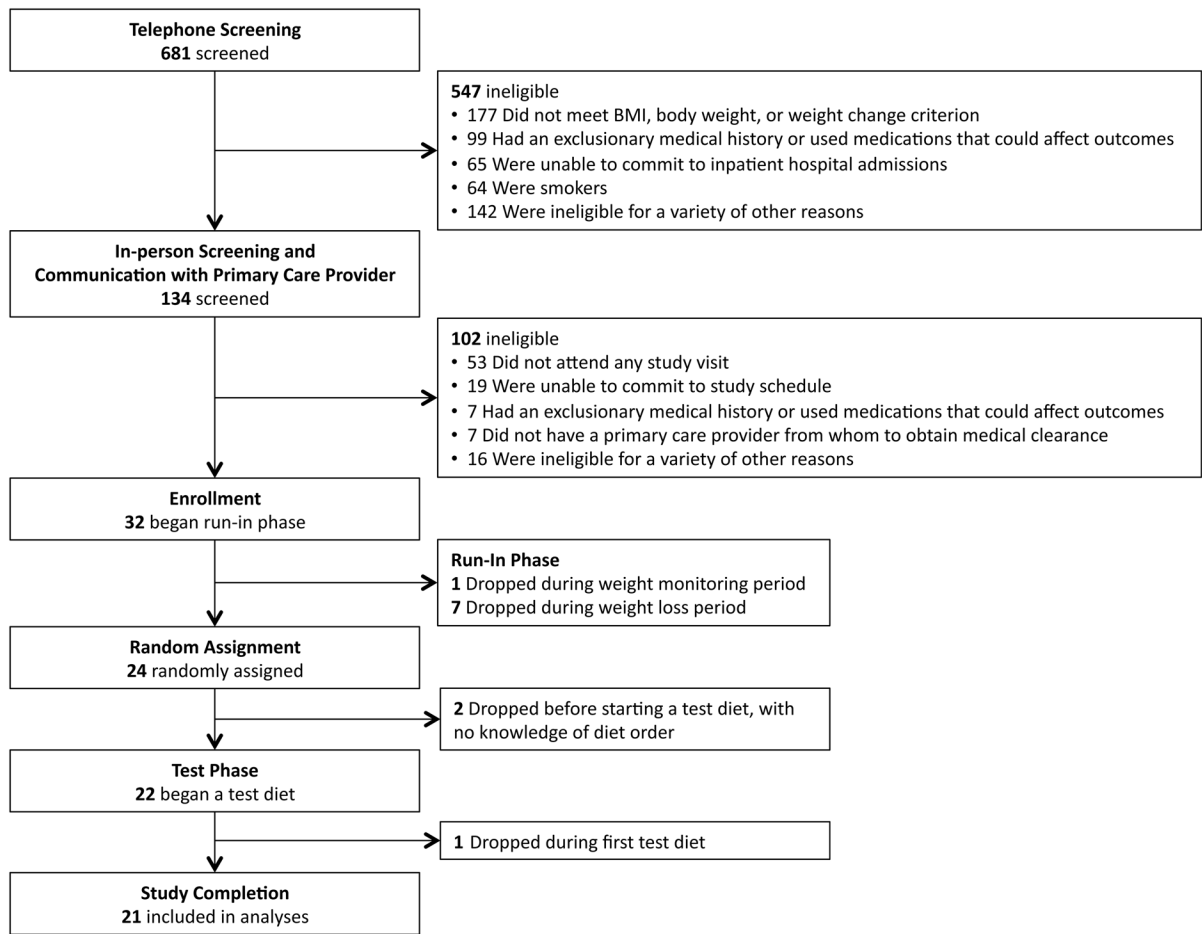 Telephone Screening
681 screened
547 ineligible
• 177 Did not meet BMI, body weight, or weight change criterion
• 99 Had an exclusionary medical history or used medications that could affect outcomes
• 65 Were unable to commit to inpatient hospital admissions
• 64 Were smokers
• 142 Were ineligible for a variety of other reasons
In-person Screening and
Communication with Primary Care Provider
134 screened
102 ineligible
• 53 Did not attend any study visit
• 19 Were unable to commit to study schedule
• 7 Had an exclusionary medical history or used medications that could affect outcomes
• 7 Did not have a primary care provider from whom to obtain medical clearance
• 16 Were ineligible for a variety of other reasons
Enrollment
32 began run-in phase
Run-In Phase
1 Dropped during weight monitoring period
7 Dropped during weight loss period
Random Assignment
24 randomly assigned
2 Dropped before starting a test diet, with
no knowledge of diet order
Test Phase
22 began a test diet
1 Dropped during first test diet
Study Completion
21 included in analyses